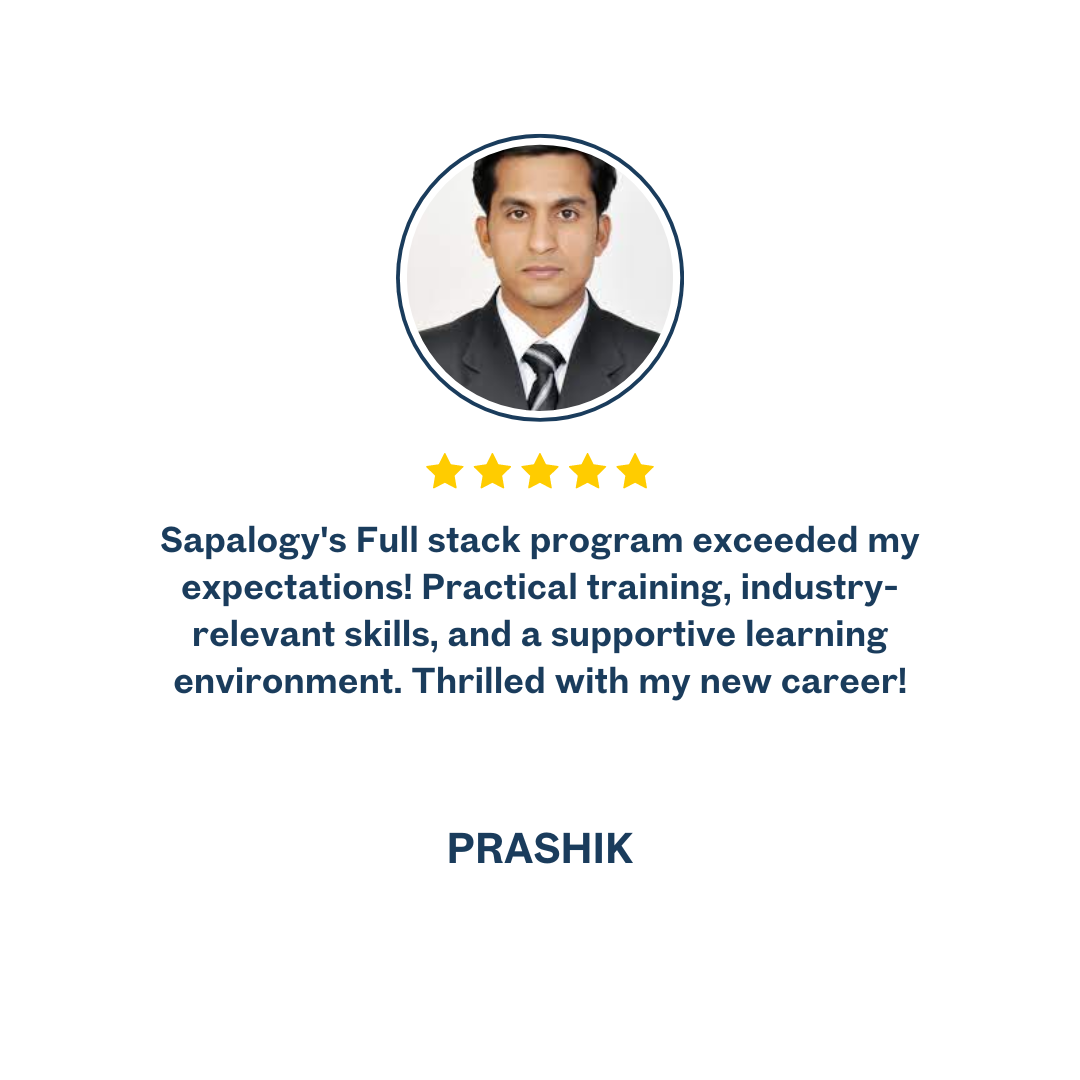 Sapalogy's Full stack program exceeded my
expectations! Practical training, industry-
relevant skills, and a supportive learning
environment. Thrilled with my new career!
PRASHIK